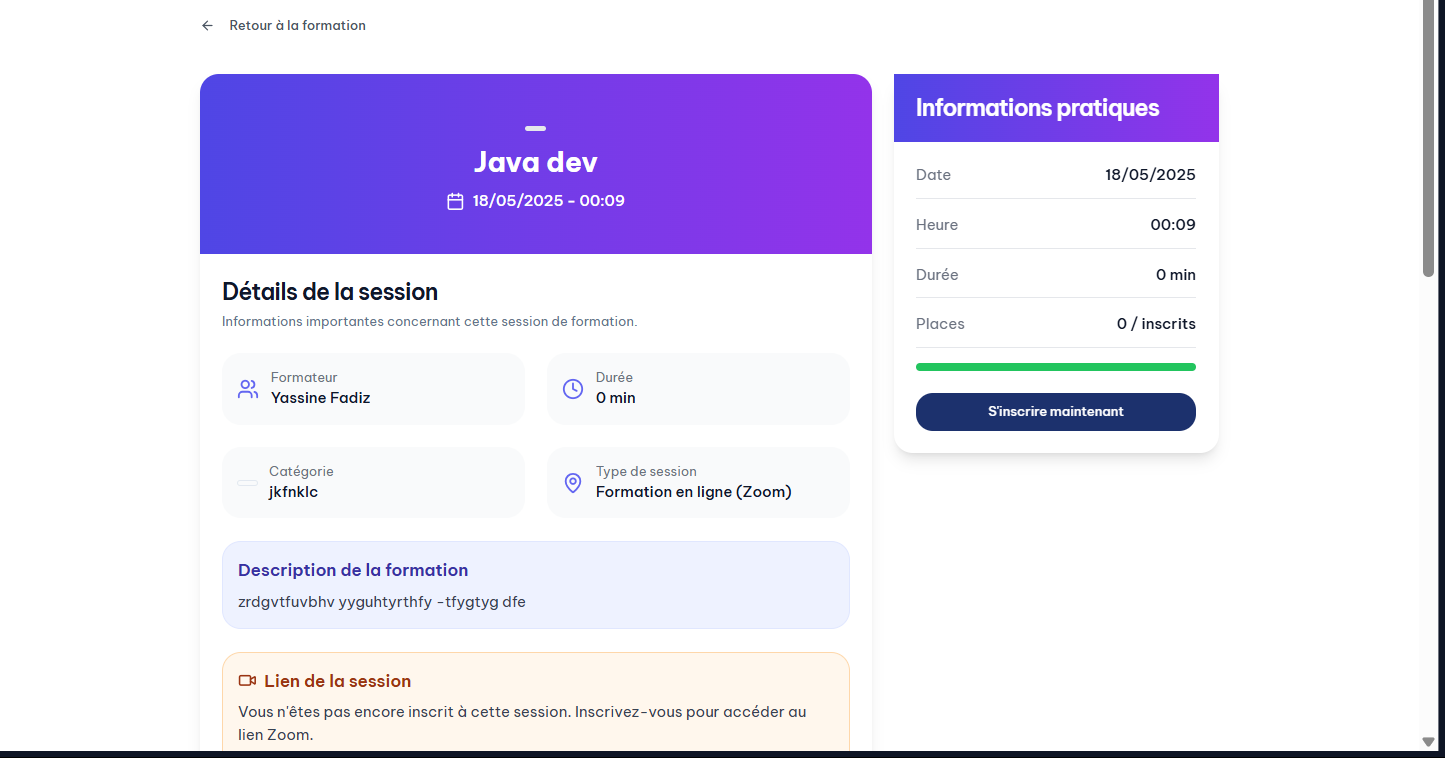 Retour à la formation
Java dev
18/05/2025 - 00:09
Détails de la session
Informations importantes concernant cette session de formation.
Formateur
Yassine Fadiz
Durée
0 min
Catégorie
jkfnklc
Type de session
Formation en ligne (Zoom)
Description de la formation
zrdgvtfuvbhv yyguhtyrthfy -tfygtyg dfe
Lien de la session
Vous n'êtes pas encore inscrit à cette session. Inscrivez-vous pour accéder au
lien Zoom.
Informations pratiques
Date 18/05/2025
Heure 00:09
Durée 0 min
Places 0 / inscrits
S'inscrire maintenant